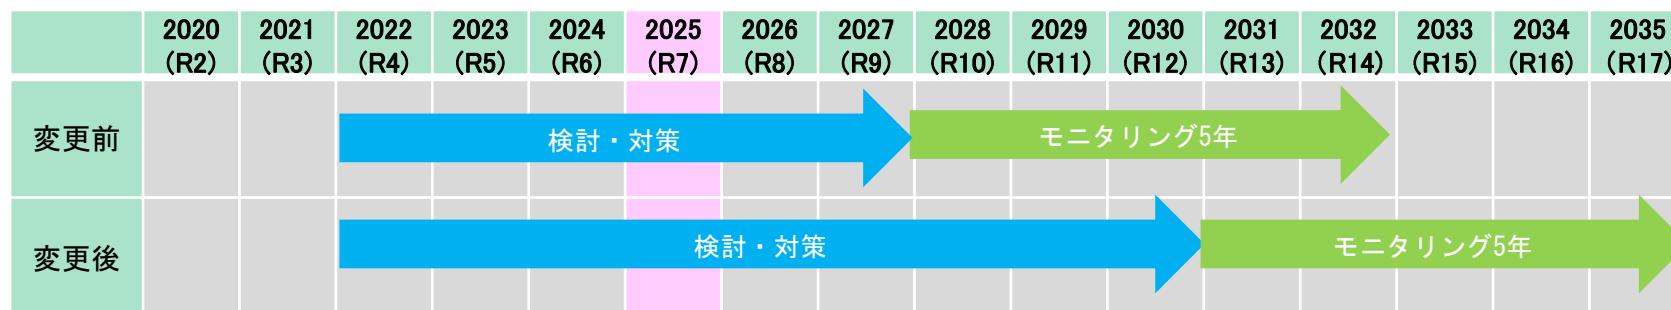 2020 2021 2022 2023 2024 2025 2026 2027 2028 2029 2030 2031 2032 2033 2034 2035
(R2) (R3) (R4) (R5) (R6) (R7) (R8) (R9) (R10) (R11) (R12) (R13) (R14) (R15) (R16) (R17)
変更前 検討・対策 モニタリング5年
変更後 検討・対策 モニタリング5年